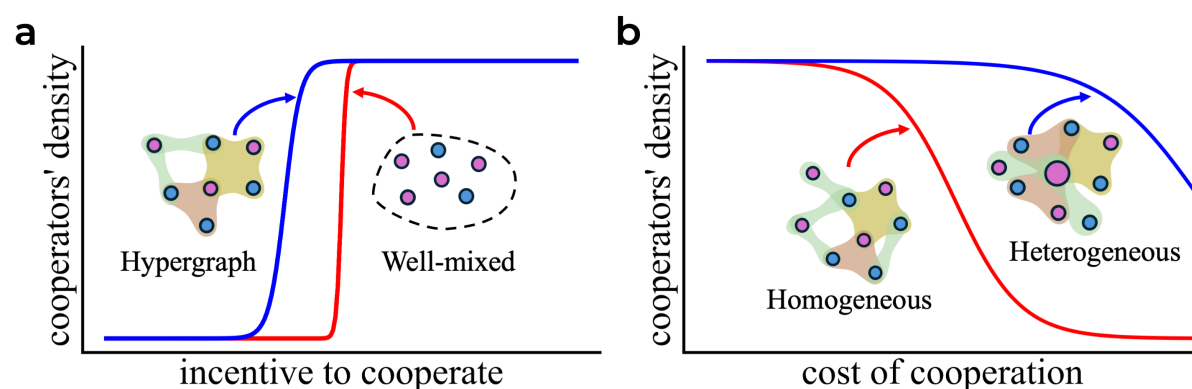 a
cooperators' density
Hypergraph
Well-mixed
incentive to cooperate
b
cooperators' density
Homogeneous
Heterogeneous
cost of cooperation